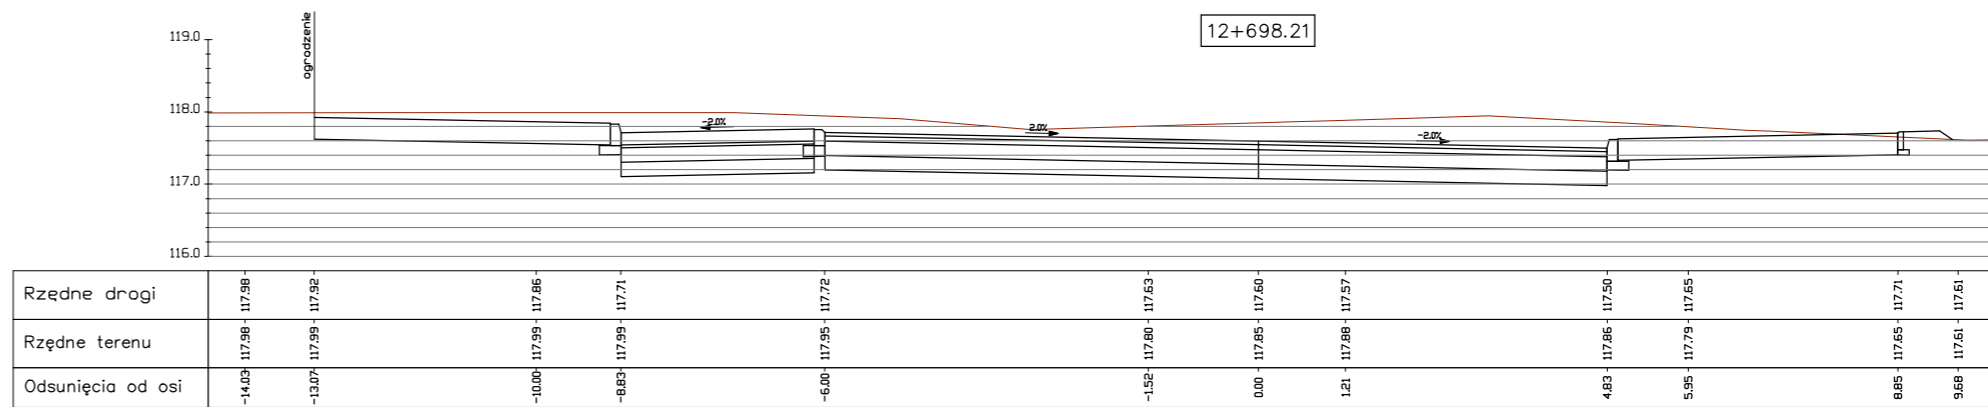 ogrodzenie
12+698.21
119.0
118.0
-2.0%
2.0%
-2.0%
117.0
116.0
Rzędne drogi 117.98 117.92 117.86 117.71 117.72 117.63 117.60 117.57 117.50 117.65 117.71 117.61
Rzędne terenu 117.98 117.99 117.99 117.99 117.95 117.80 117.85 117.88 117.86 117.79 117.65 117.61
Odsunięcia od osi -14.03 -13.07 -10.00 -8.83 -6.00 -1.52 0.00 1.21 4.83 5.95 8.85 9.68